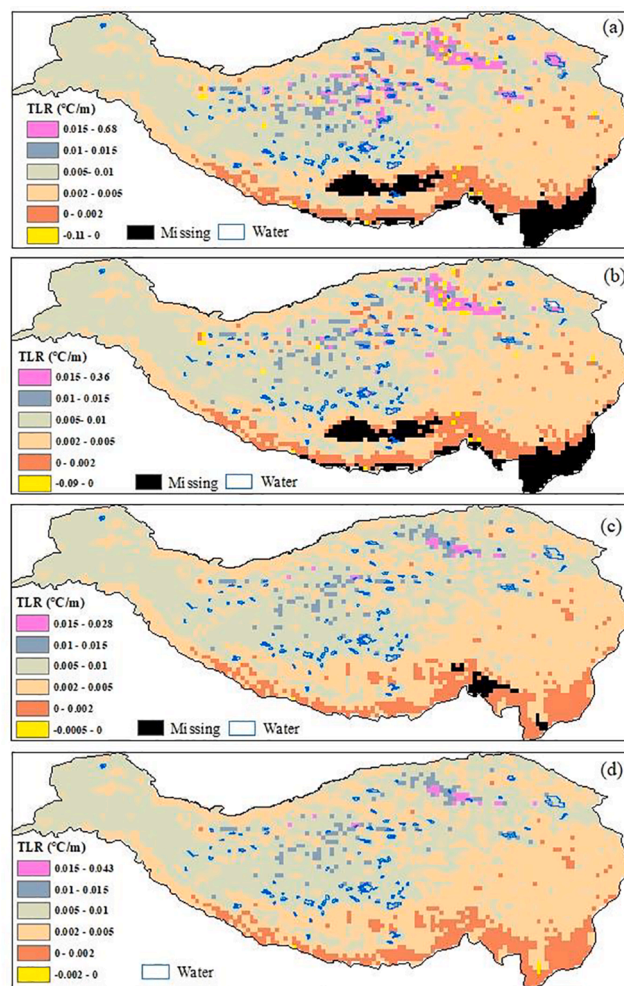 (a)
TLR (°C/m)
0.015 - 0.68
0.01 - 0.015
0.005- 0.01
0.002 - 0.005
0 - 0.002
-0.11 - 0
Missing
Water
(b)
TLR (°C/m)
0.015 - 0.36
0.01 - 0.015
0.005- 0.01
0.002 - 0.005
0 - 0.002
-0.09 - 0
Missing
Water
(c)
TLR (°C/m)
0.015 - 0.028
0.01 - 0.015
0.005 - 0.01
0.002 - 0.005
0 - 0.002
-0.0005 - 0
Missing
Water
(d)
TLR (°C/m)
0.015 - 0.043
0.01 - 0.015
0.005 - 0.01
0.002 - 0.005
0 - 0.002
-0.002 - 0
Water